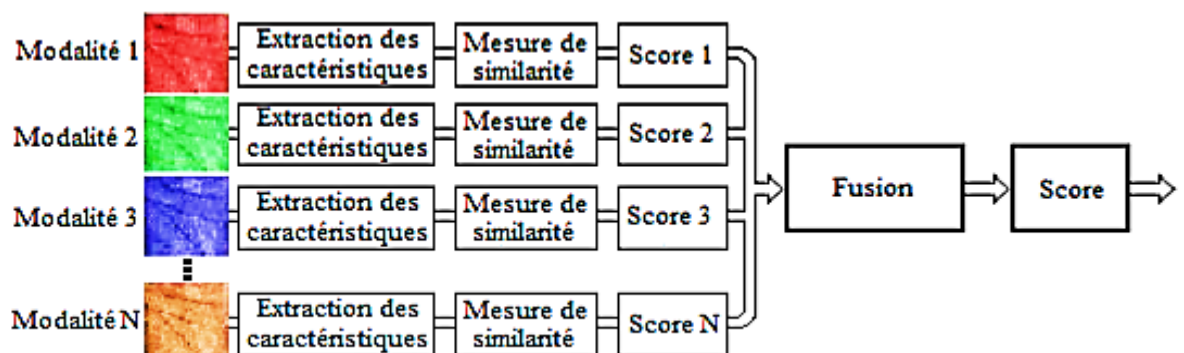 Modalité 1
Extraction des
caractéristiques
Mesure de
similarité
Score 1
Modalité 2
Extraction des
caractéristiques
Mesure de
similarité
Score 2
Modalité 3
Extraction des
caractéristiques
Mesure de
similarité
Score 3
Modalité N
Extraction des
caractéristiques
Mesure de
similarité
Score N
Fusion
Score